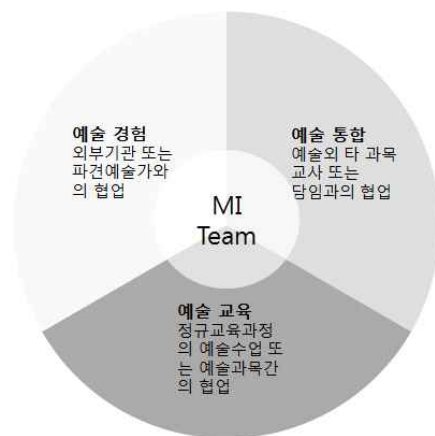 예술 경험
외부기관 또는
파견예술가와
의 협업
예술 통합
예술외 타 과목
교사 또는
담임과의 협업
MI
Team
예술 교육
정규교육과정
의 예술수업 또
는 예술과목간
의 협업